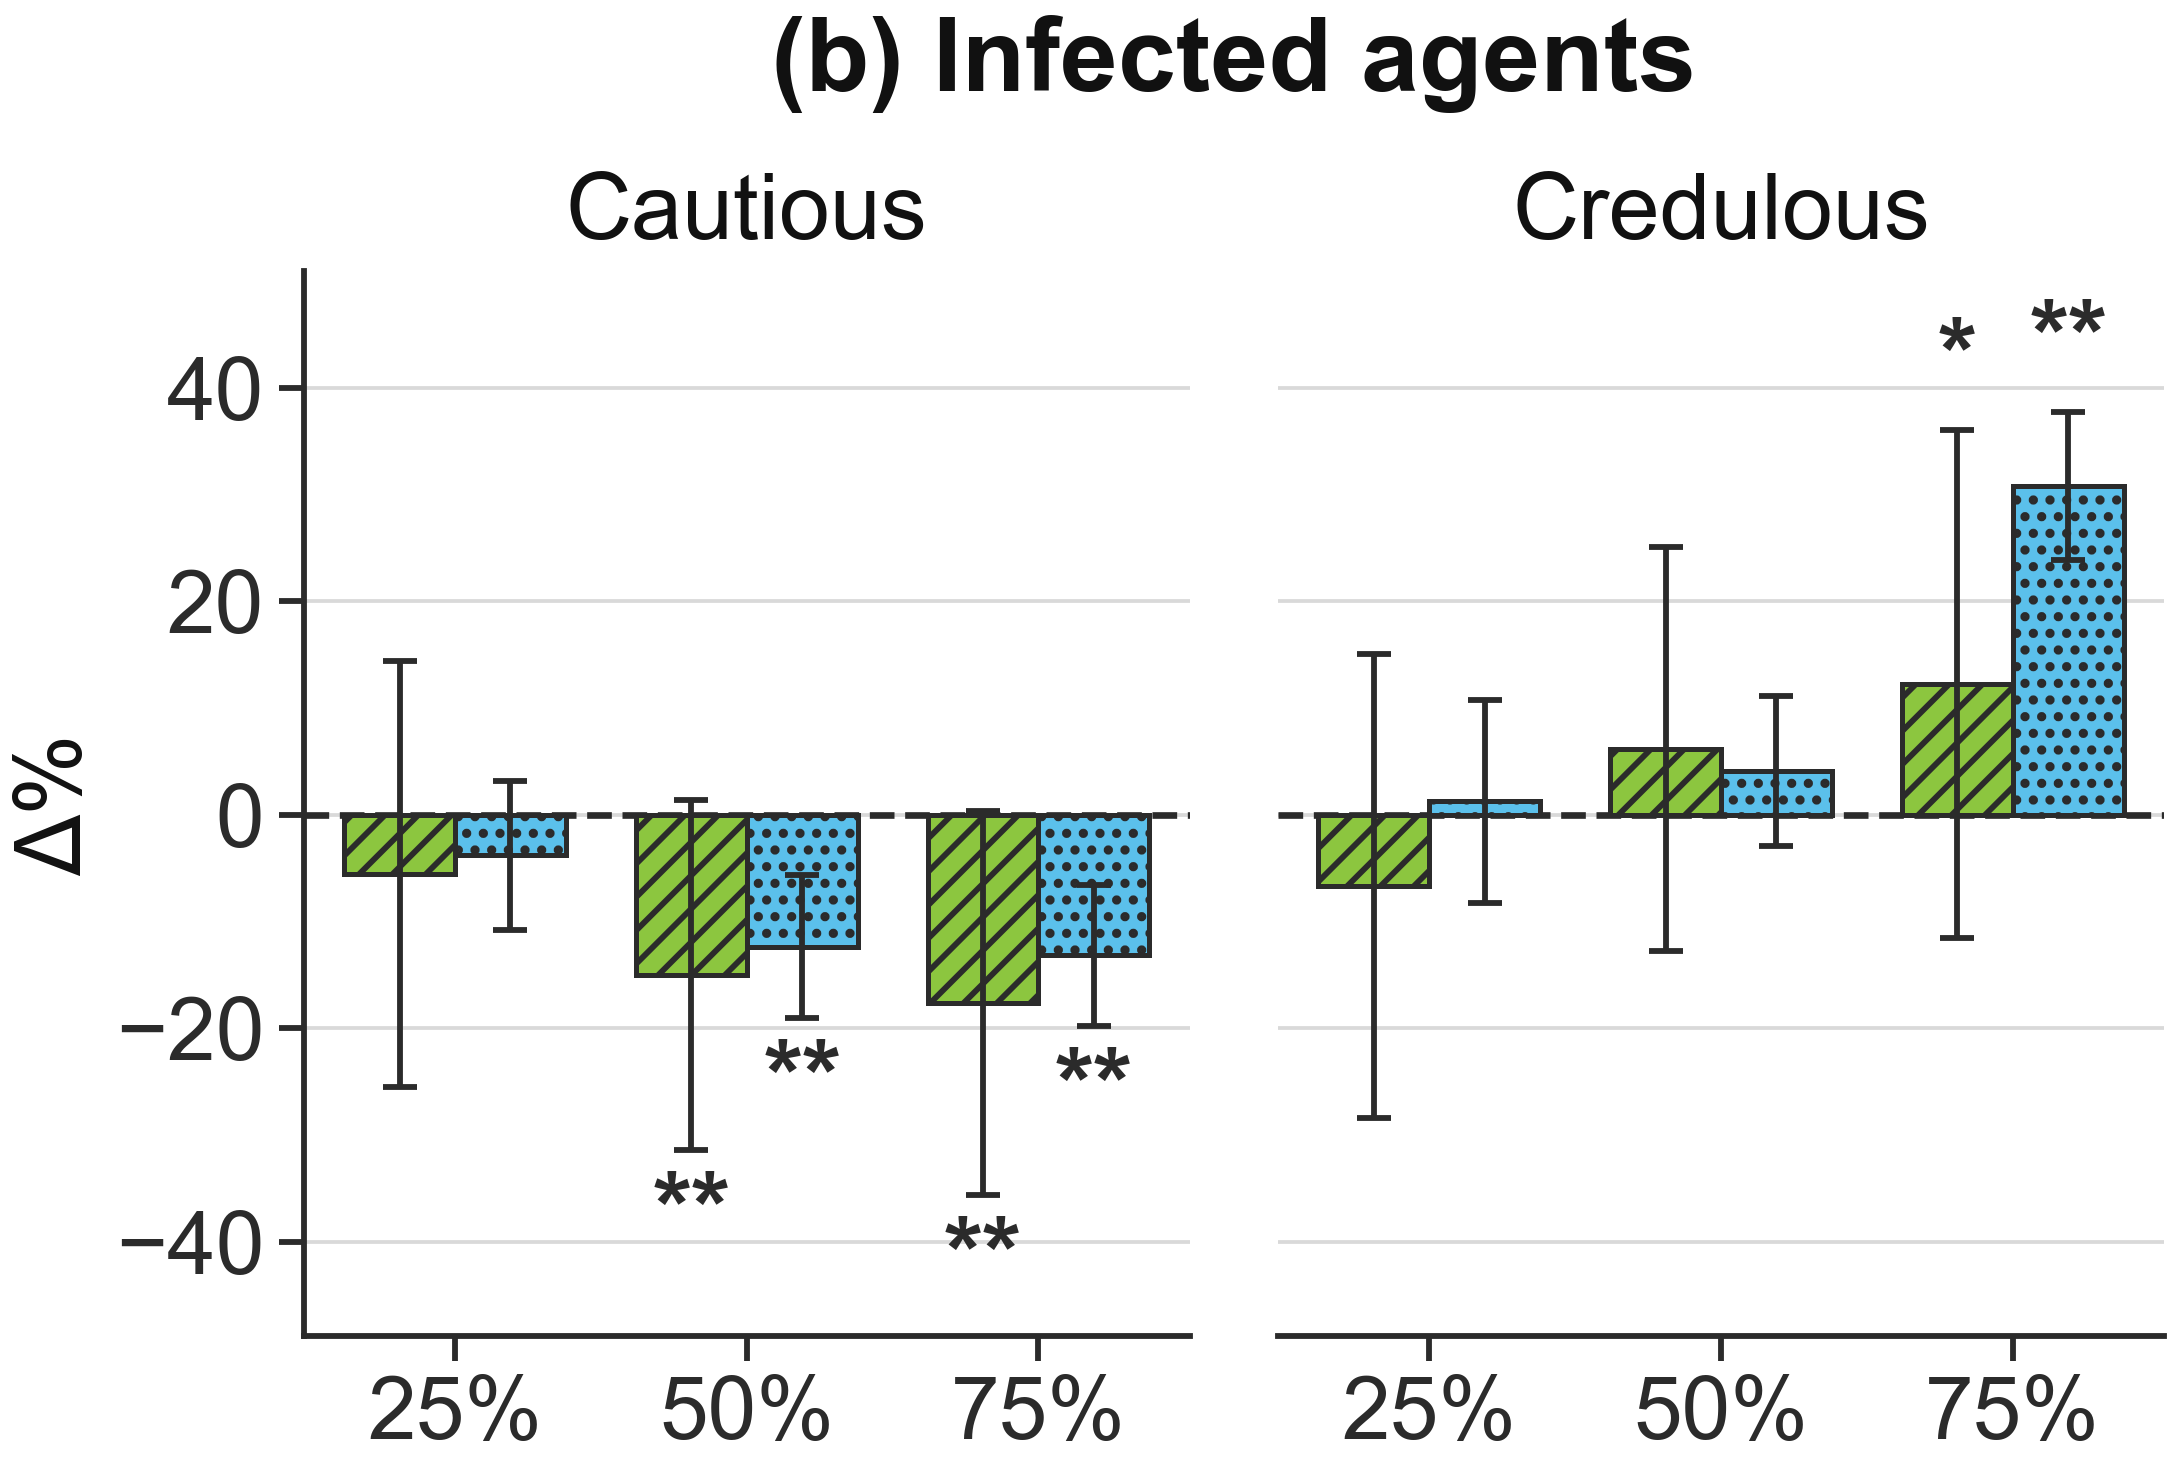 (b) Infected agents
Cautious
Credulous
* **
40
20
0
−20
−40
Δ%
** **
** **
25% 50% 75%
25% 50% 75%